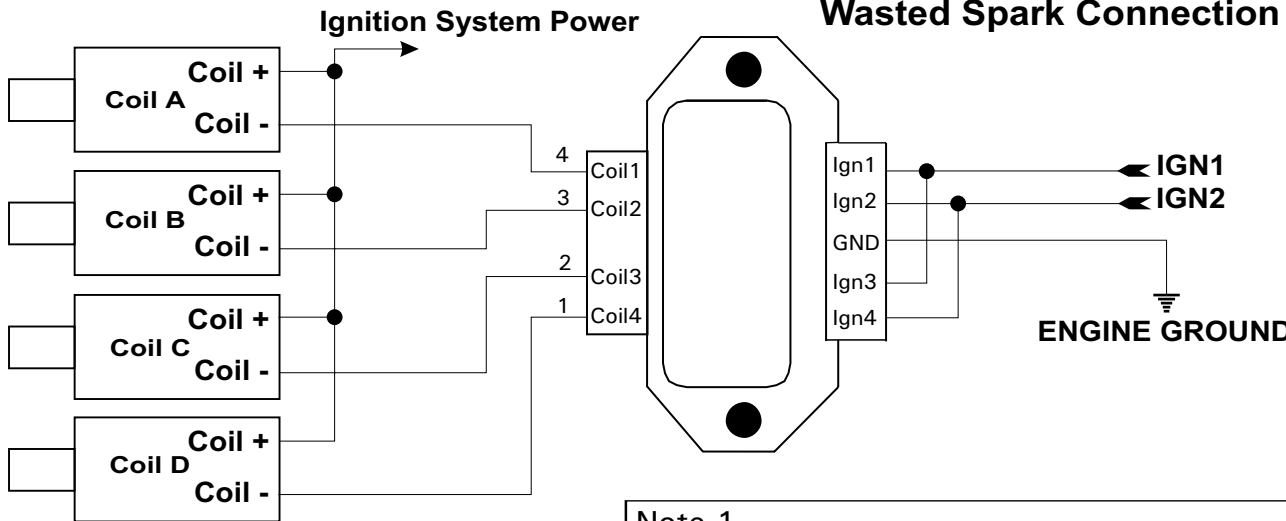 Wasted Spark Connection
Ignition System Power
Coil A
Coil +
Coil -
Coil B
Coil +
Coil -
Coil C
Coil +
Coil -
Coil D
Coil +
Coil -
4
3
2
1
Coil1
Coil2
Coil3
Coil4
Ign1
Ign2
GND
Ign3
Ign4
IGN1
IGN2
ENGINE GROUND
Note 1